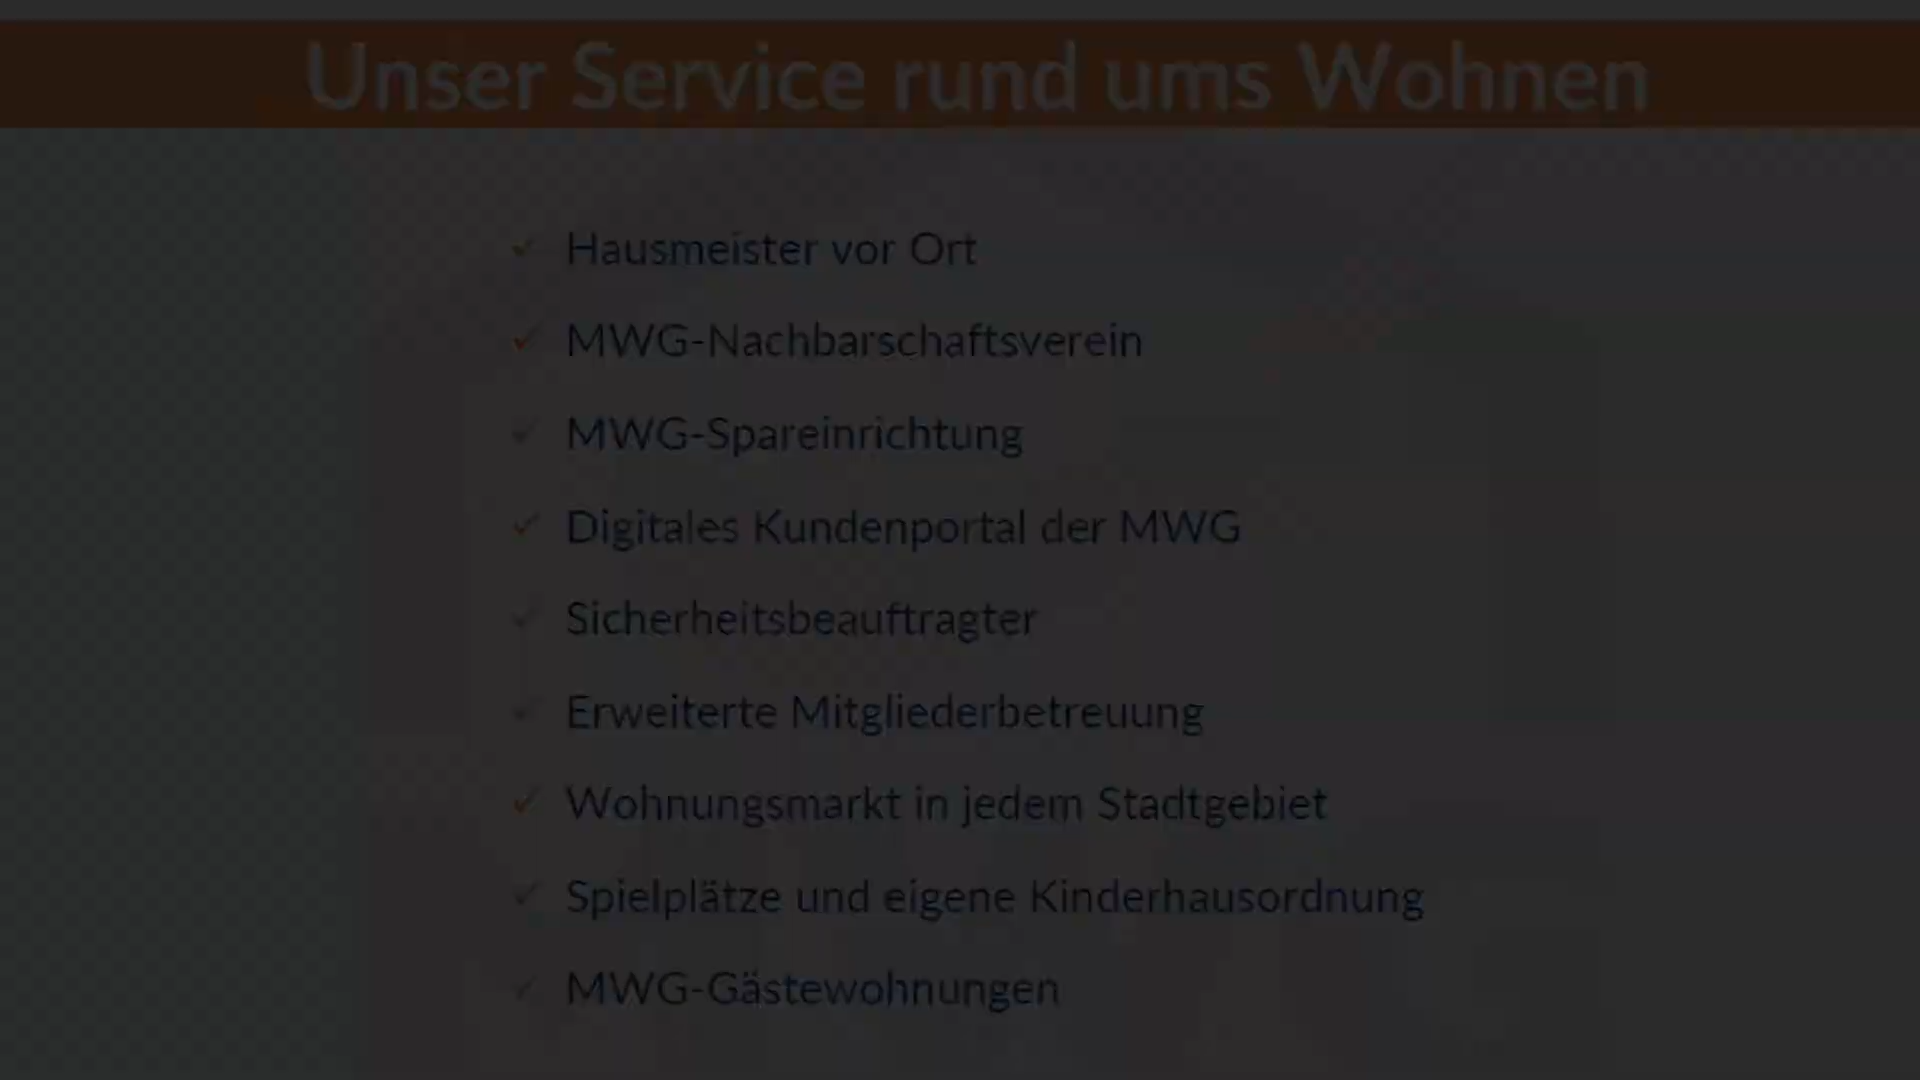 Unser Service rund ums Wohnen
Hausmeister vor Ort
MWG-Nachbarschaftsverein
MWG-Spareinrichtung
Digitales Kundenportal der MWG
Sicherheitsbeauftragter
Erweiterte Mitgliederbetreuung
Wohnungsmarkt in jedem Stadtgebiet
Spielplätze und eigene Kinderhausordnung
MWG-Gästewohnungen